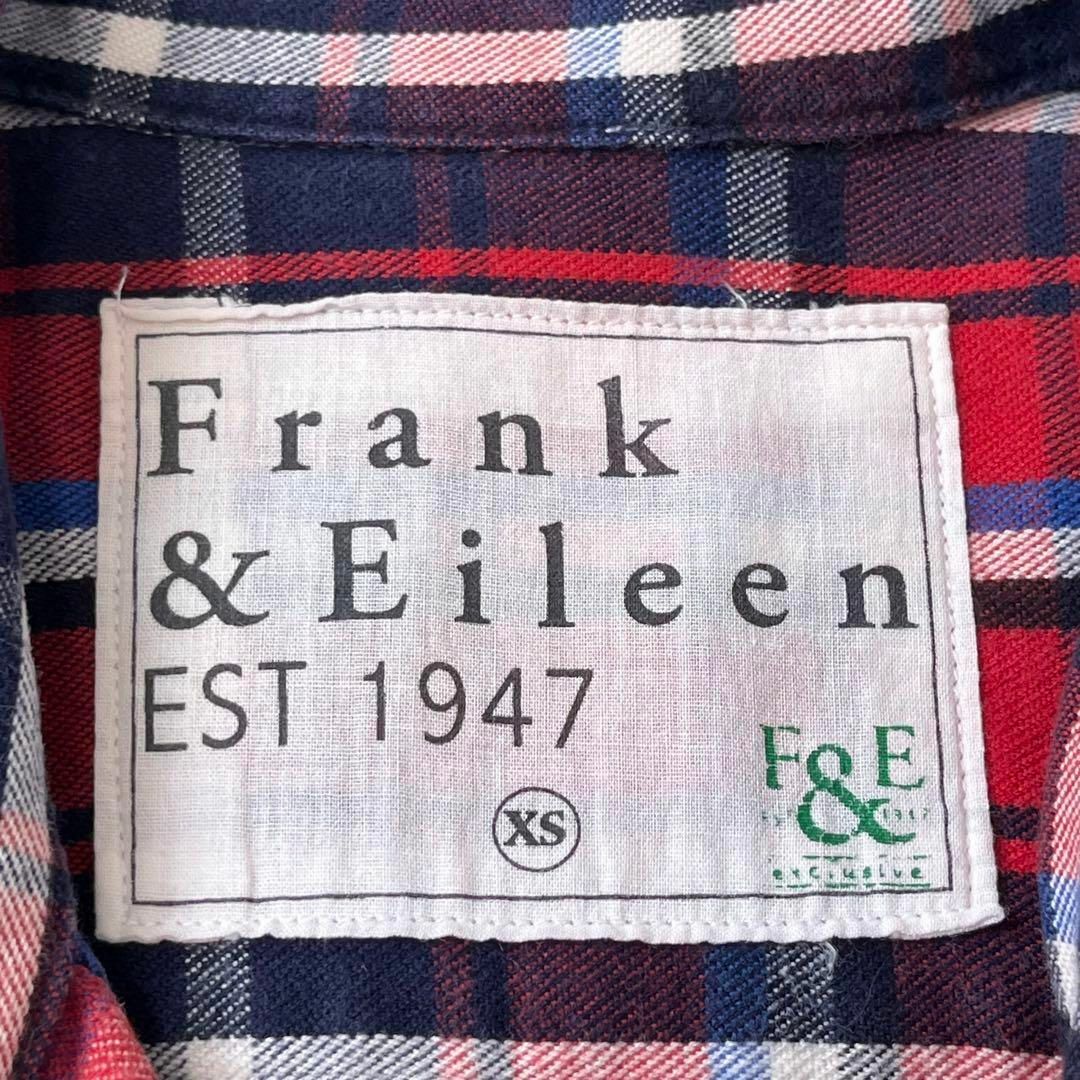 Frank
& Eileen
EST 1947
XS
F&E
exclusive